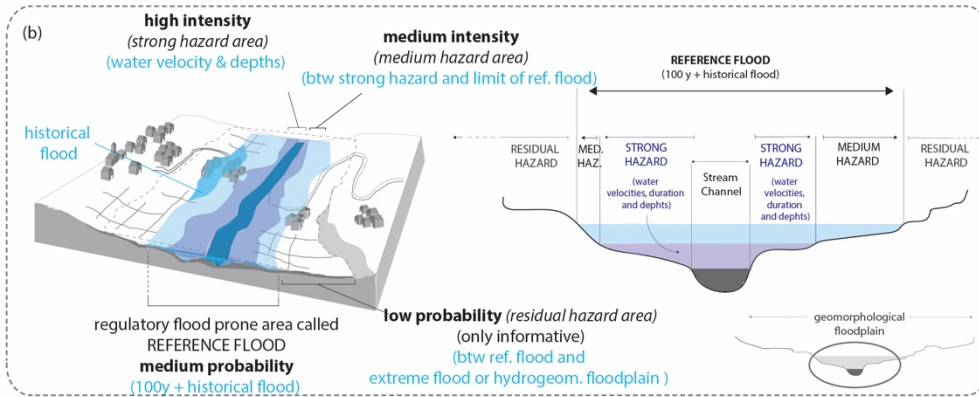 (b)
high intensity
(strong hazard area)
(water velocity & depths)
medium intensity
(medium hazard area)
(btw strong hazard and limit of ref. flood)
historical
flood
regulatory flood prone area called
REFERENCE FLOOD
medium probability
(100y + historical flood)
low probability (residual hazard area)
(only informative)
(btw ref. flood and
extreme flood or hydrogeom. floodplain )
REFERENCE FLOOD
(100 y + historical flood)
RESIDUAL
HAZARD
MED.
HAZ.
STRONG
HAZARD
(water
velocities, duration
and dephts)
Stream
Channel
STRONG
HAZARD
(water
velocities,
duration
and dephts)
MEDIUM
HAZARD
RESIDUAL
HAZARD
geomorphological
floodplain